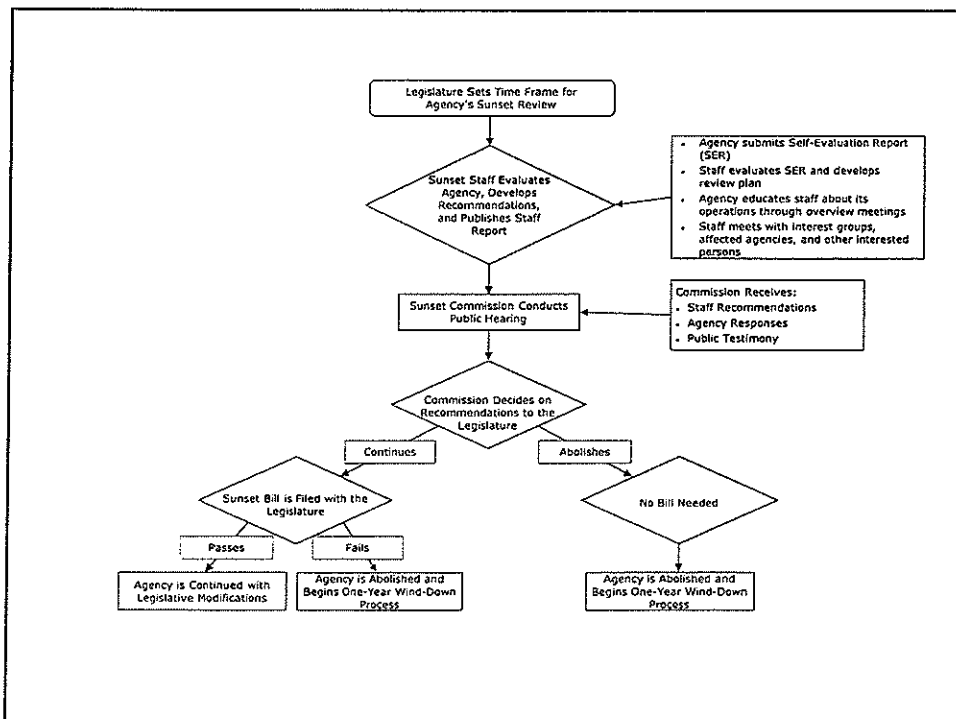 Legislature Sets Time Frame for
Agency's Sunset Review
Sunset Staff Evaluates
Agency, Develops
Recommendations,
and Publishes Staff
Report
• Agency submits Self-Evaluation Report
(SER)
• Staff evaluates SER and develops
review plan
• Agency educates staff about its
operations through overview meetings
• Staff meets with interest groups,
affected agencies, and other interested
persons
Sunset Commission Conducts
Public Hearing
Commission Receives:
• Staff Recommendations
• Agency Responses
• Public Testimony
Commission Decides on
Recommendations to the
Legislature
Continues
Abolishes
Sunset Bill is Filed with the
Legislature
No Bill Needed
Passes
Fails
Agency is Continued with
Legislative Modifications
Agency is Abolished and
Begins One-Year Wind-Down
Process
Agency is Abolished and
Begins One-Year Wind-Down
Process